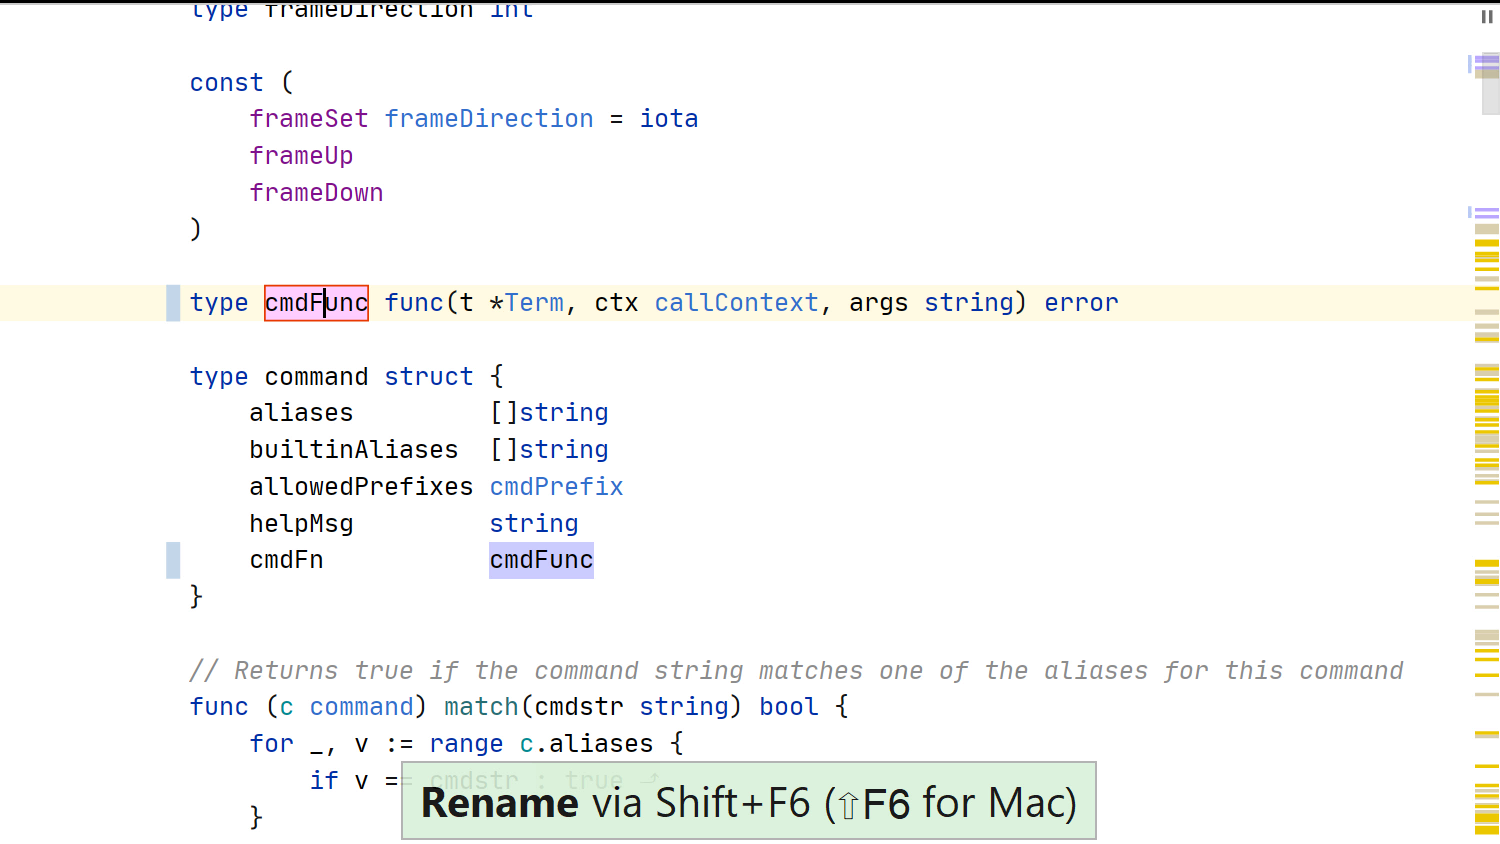 type frameDirection int
const (
frameSet frameDirection = iota
frameUp
frameDown
)
type cmdFunc func(t *Term, ctx callContext, args string) error
type command struct {
aliases []string
builtinAliases []string
allowedPrefixes cmdPrefix
helpMsg string
cmdFn cmdFunc
}
// Returns true if the command string matches one of the aliases for this command
func (c command) match(cmdstr string) bool {
for _, v := range c.aliases {
if v == cmdstr : true ⮥
}
Rename via Shift+F6 (⇧F6 for Mac)